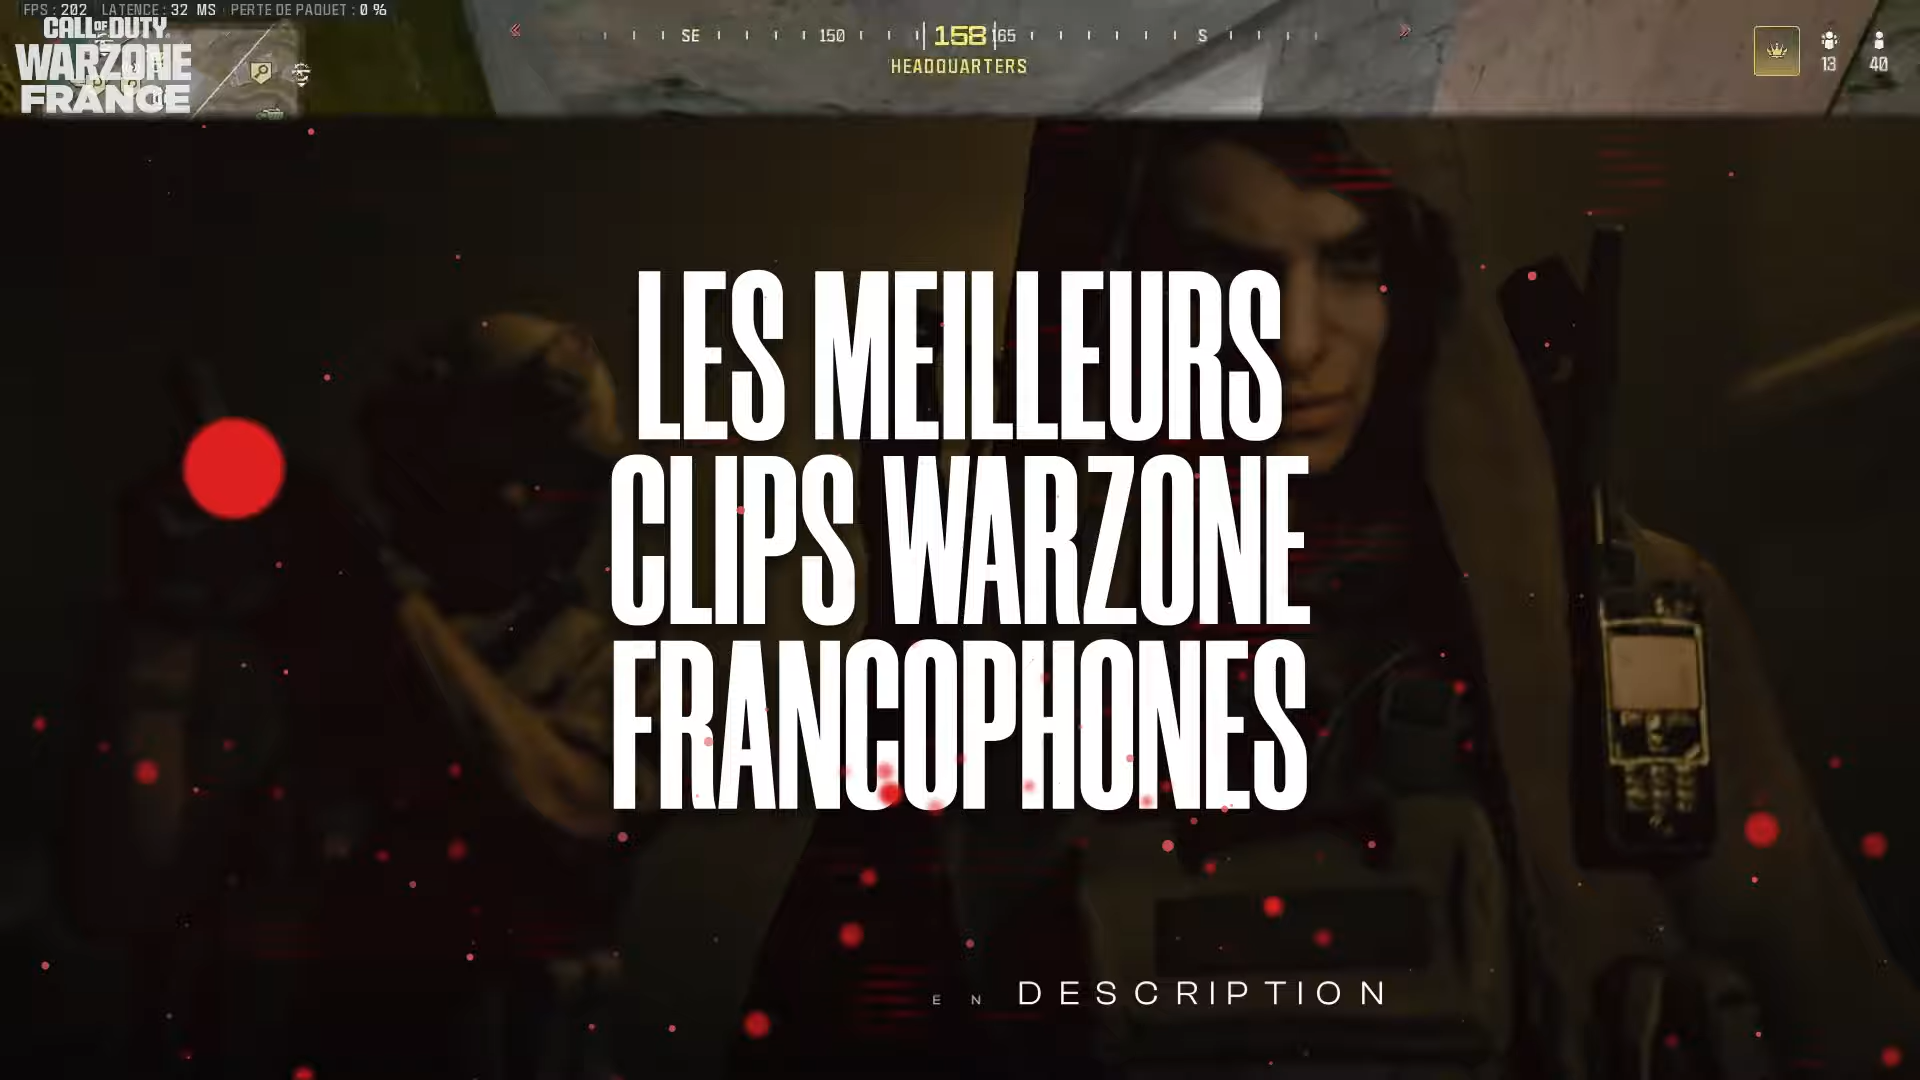 FPS : 202 LATENCE : 32 MS PERTE DE PAQUET : 0 %
CALL OF DUTY
WARZONE
FRANCE
SE 150 158 165 S
HEADQUARTERS
13 40
LES MEILLEURS
CLIPS WARZONE
FRANCOPHONES
EN DESCRIPTION